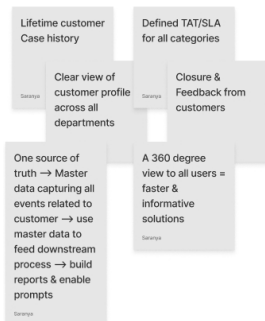 Lifetime customer
Case history
Saranya
Defined TAT/SLA
for all categories
Saranya
Clear view of
customer profile
across all
departments
Closure &
Feedback from
customers
One source of
truth → Master
data capturing all
events related to
customer → use
master data to
feed downstream
process → build
reports & enable
prompts
Saranya
A 360 degree
view to all users =
faster &
informative
solutions
Saranya